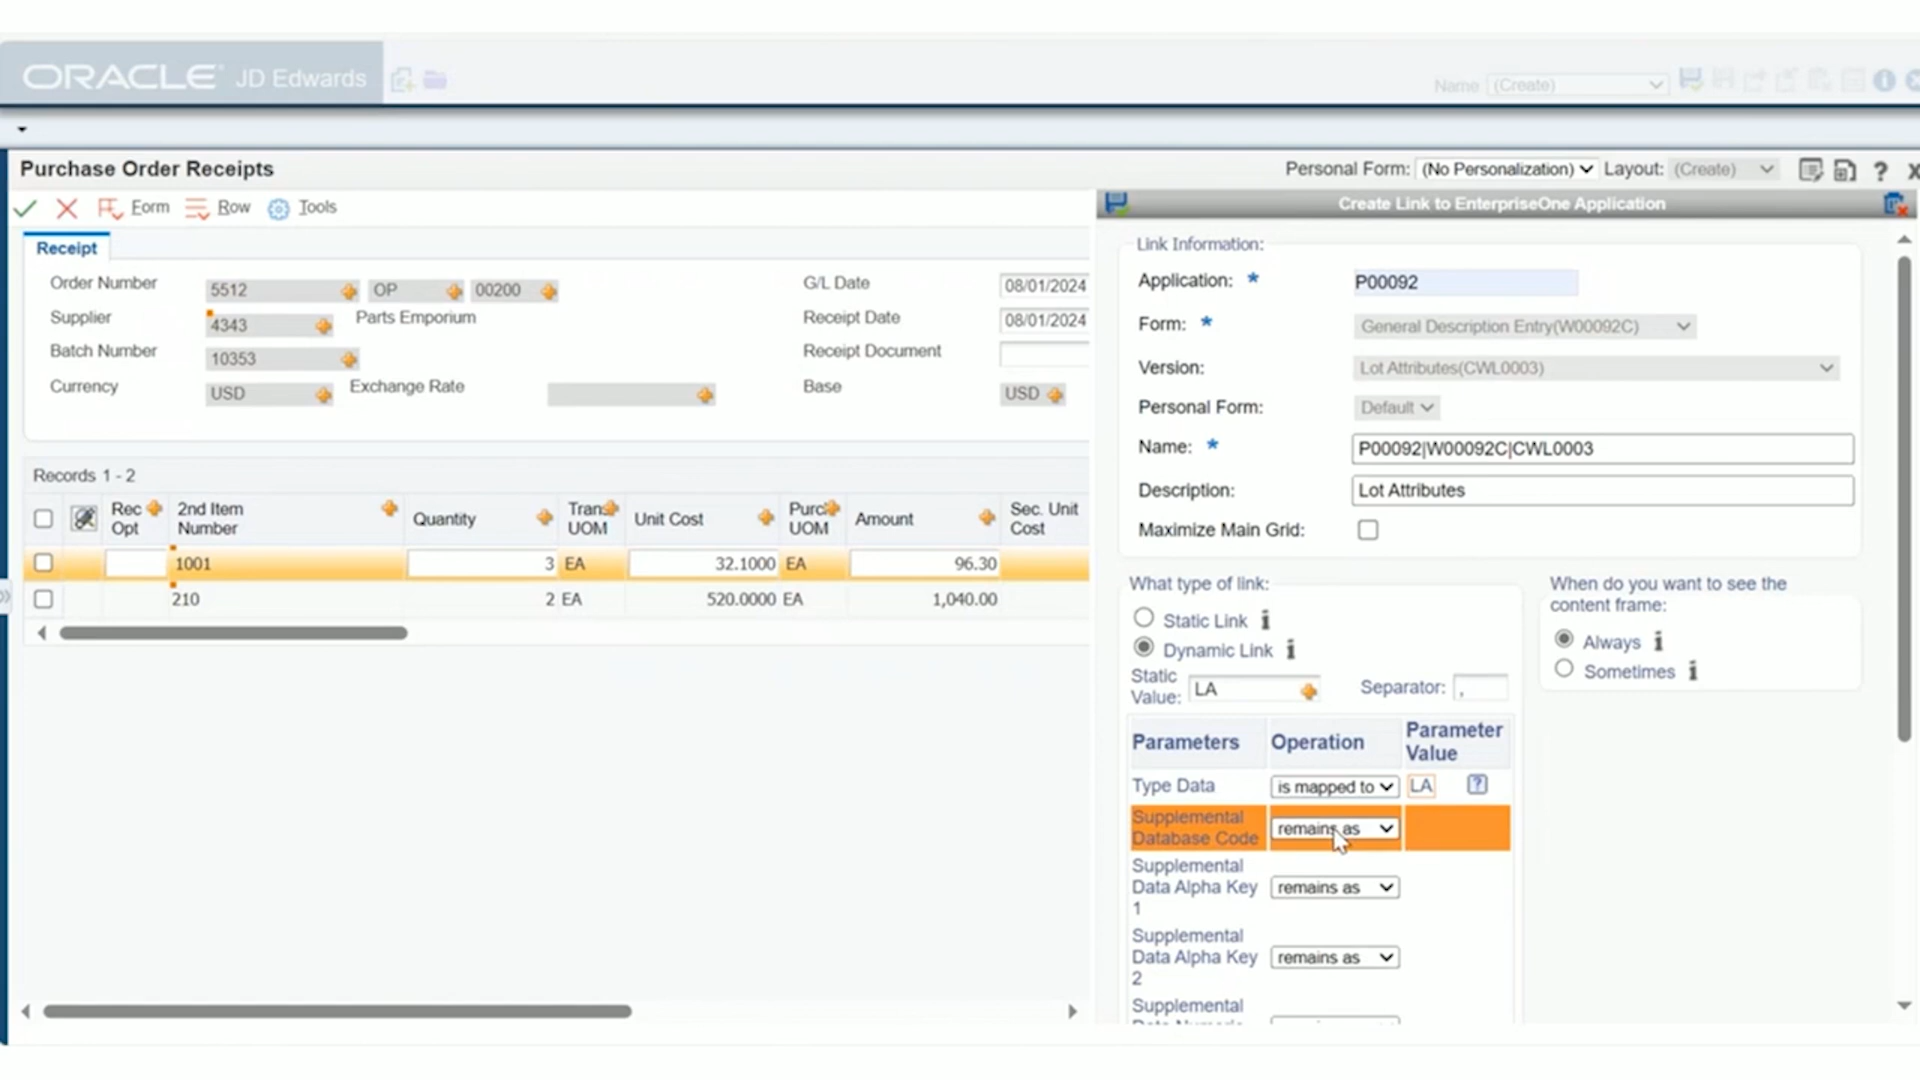 ORACLE JD Edwards
Name (Create)
Purchase Order Receipts
Personal Form: (No Personalization) Layout: (Create)
Form Row Tools
Create Link to EnterpriseOne Application
Receipt
Order Number 5512 OP 00200
G/L Date 08/01/2024
Supplier 4343 Parts Emporium
Receipt Date 08/01/2024
Batch Number 10353
Receipt Document
Currency USD Exchange Rate
Base USD
Records 1 - 2
Rec Opt
2nd Item Number
Quantity
Trans UOM
Unit Cost
Purch UOM
Amount
Sec. Unit Cost
1001 3 EA 32.1000 EA 96.30
210 2 EA 520.0000 EA 1,040.00
Link Information:
Application: * P00092
Form: * General Description Entry(W00092C)
Version: Lot Attributes(CWL0003)
Personal Form: Default
Name: * P00092|W00092C|CWL0003
Description: Lot Attributes
Maximize Main Grid:
What type of link:
Static Link
Dynamic Link
Static Value: LA Separator: ,
When do you want to see the
content frame:
Always
Sometimes
Parameters Operation Parameter Value
Type Data is mapped to LA
Supplemental Database Code remains as
Supplemental Data Alpha Key 1 remains as
Supplemental Data Alpha Key 2 remains as
Supplemental